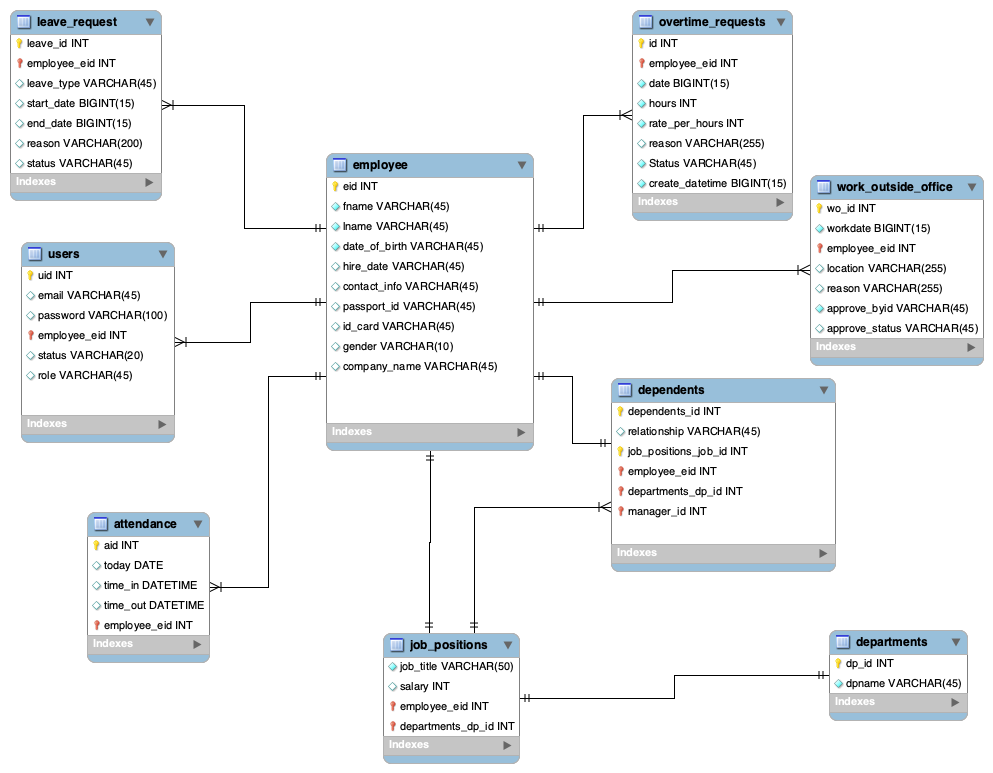 leave_request
leave_id INT
employee_eid INT
leave_type VARCHAR(45)
start_date BIGINT(15)
end_date BIGINT(15)
reason VARCHAR(200)
status VARCHAR(45)
Indexes
overtime_requests
id INT
employee_eid INT
date BIGINT(15)
hours INT
rate_per_hours INT
reason VARCHAR(255)
Status VARCHAR(45)
create_datetime BIGINT(15)
Indexes
employee
eid INT
fname VARCHAR(45)
lname VARCHAR(45)
date_of_birth VARCHAR(45)
hire_date VARCHAR(45)
contact_info VARCHAR(45)
passport_id VARCHAR(45)
id_card VARCHAR(45)
gender VARCHAR(10)
company_name VARCHAR(45)
Indexes
work_outside_office
wo_id INT
workdate BIGINT(15)
employee_eid INT
location VARCHAR(255)
reason VARCHAR(255)
approve_byid VARCHAR(45)
approve_status VARCHAR(45)
Indexes
users
uid INT
email VARCHAR(45)
password VARCHAR(100)
employee_eid INT
status VARCHAR(20)
role VARCHAR(45)
Indexes
dependents
dependents_id INT
relationship VARCHAR(45)
job_positions_job_id INT
employee_eid INT
departments_dp_id INT
manager_id INT
Indexes
attendance
aid INT
today DATE
time_in DATETIME
time_out DATETIME
employee_eid INT
Indexes
job_positions
job_title VARCHAR(50)
salary INT
employee_eid INT
departments_dp_id INT
Indexes
departments
dp_id INT
dpname VARCHAR(45)
Indexes